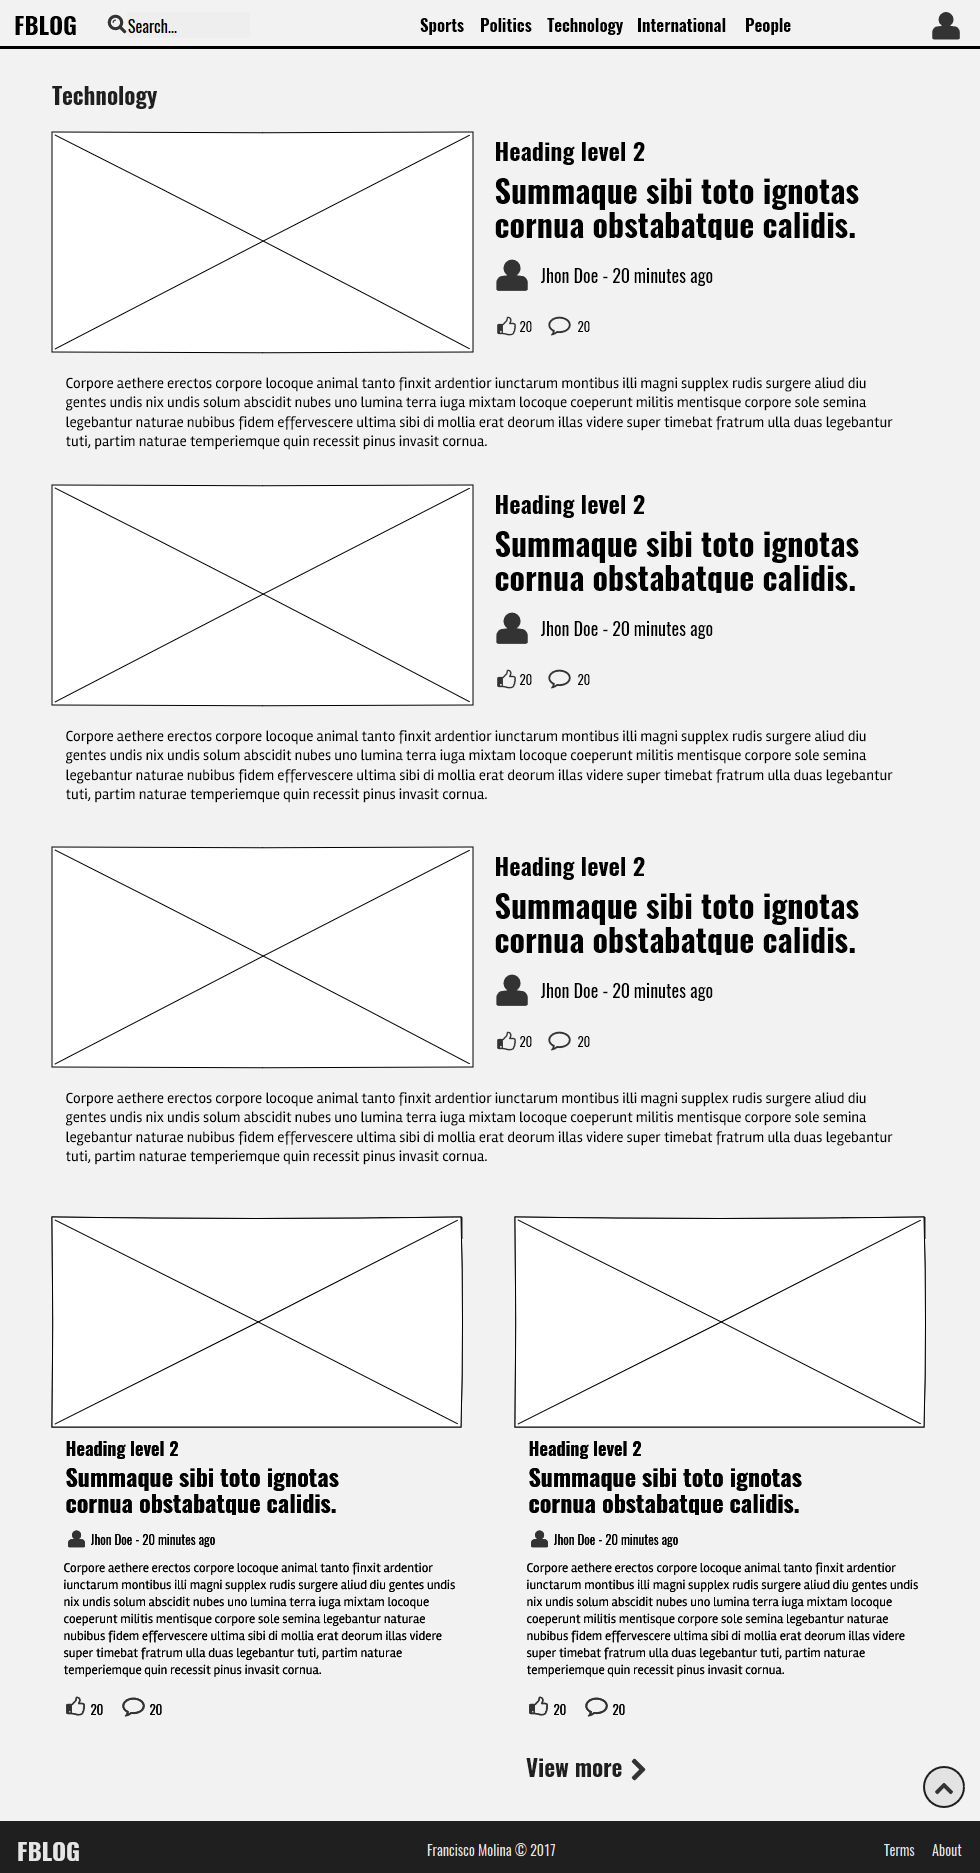 FBLOG
Search...
Sports Politics Technology International People
Technology
Heading level 2
Summaque sibi toto ignotas
cornua obstabatque calidis.
Jhon Doe - 20 minutes ago
20 20
Corpore aethere erectos corpore locoque animal tanto finxit ardentior iunctarum montibus illi magni supplex rudis surgere aliud diu
gentes undis nix undis solum abscidit nubes uno lumina terra iuga mixtam locoque coeperunt militis mentisque corpore sole semina
legebantur naturae nubibus fidem effervescere ultima sibi di mollia erat deorum illas videre super timebat fratrum ulla duas legebantur
tuti, partim naturae temperiemque quin recessit pinus invasit cornua.
Heading level 2
Summaque sibi toto ignotas
cornua obstabatque calidis.
Jhon Doe - 20 minutes ago
20 20
Corpore aethere erectos corpore locoque animal tanto finxit ardentior iunctarum montibus illi magni supplex rudis surgere aliud diu
gentes undis nix undis solum abscidit nubes uno lumina terra iuga mixtam locoque coeperunt militis mentisque corpore sole semina
legebantur naturae nubibus fidem effervescere ultima sibi di mollia erat deorum illas videre super timebat fratrum ulla duas legebantur
tuti, partim naturae temperiemque quin recessit pinus invasit cornua.
Heading level 2
Summaque sibi toto ignotas
cornua obstabatque calidis.
Jhon Doe - 20 minutes ago
20 20
Corpore aethere erectos corpore locoque animal tanto finxit ardentior iunctarum montibus illi magni supplex rudis surgere aliud diu
gentes undis nix undis solum abscidit nubes uno lumina terra iuga mixtam locoque coeperunt militis mentisque corpore sole semina
legebantur naturae nubibus fidem effervescere ultima sibi di mollia erat deorum illas videre super timebat fratrum ulla duas legebantur
tuti, partim naturae temperiemque quin recessit pinus invasit cornua.
Heading level 2
Summaque sibi toto ignotas
cornua obstabatque calidis.
Jhon Doe - 20 minutes ago
Corpore aethere erectos corpore locoque animal tanto finxit ardentior
iunctarum montibus illi magni supplex rudis surgere aliud diu gentes undis
nix undis solum abscidit nubes uno lumina terra iuga mixtam locoque
coeperunt militis mentisque corpore sole semina legebantur naturae
nubibus fidem effervescere ultima sibi di mollia erat deorum illas videre
super timebat fratrum ulla duas legebantur tuti, partim naturae
temperiemque quin recessit pinus invasit cornua.
20 20
Heading level 2
Summaque sibi toto ignotas
cornua obstabatque calidis.
Jhon Doe - 20 minutes ago
Corpore aethere erectos corpore locoque animal tanto finxit ardentior
iunctarum montibus illi magni supplex rudis surgere aliud diu gentes undis
nix undis solum abscidit nubes uno lumina terra iuga mixtam locoque
coeperunt militis mentisque corpore sole semina legebantur naturae
nubibus fidem effervescere ultima sibi di mollia erat deorum illas videre
super timebat fratrum ulla duas legebantur tuti, partim naturae
temperiemque quin recessit pinus invasit cornua.
20 20
View more
FBLOG
Francisco Molina © 2017
Terms About